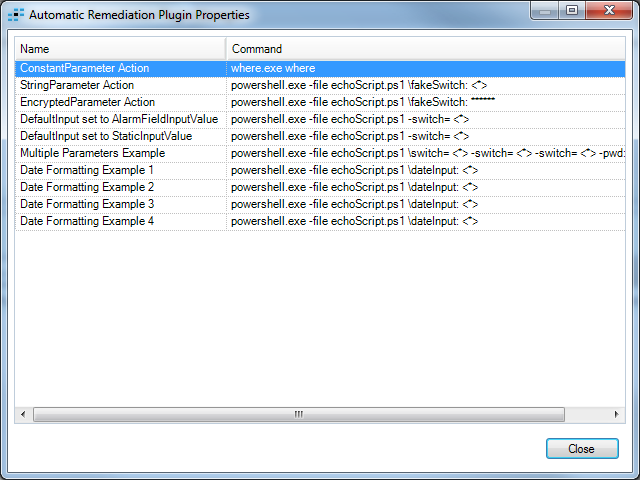 Automatic Remediation Plugin Properties
Name Command
ConstantParameter Action where.exe where
StringParameter Action powershell.exe -file echoScript.ps1 \fakeSwitch: <*>
EncryptedParameter Action powershell.exe -file echoScript.ps1 \fakeSwitch: ******
DefaultInput set to AlarmFieldInputValue powershell.exe -file echoScript.ps1 -switch= <*>
DefaultInput set to StaticInputValue powershell.exe -file echoScript.ps1 -switch= <*>
Multiple Parameters Example powershell.exe -file echoScript.ps1 \switch= <*> -switch= <*> -switch= <*> -pwd:
Date Formatting Example 1 powershell.exe -file echoScript.ps1 \dateInput: <*>
Date Formatting Example 2 powershell.exe -file echoScript.ps1 \dateInput: <*>
Date Formatting Example 3 powershell.exe -file echoScript.ps1 \dateInput: <*>
Date Formatting Example 4 powershell.exe -file echoScript.ps1 \dateInput: <*>
Close